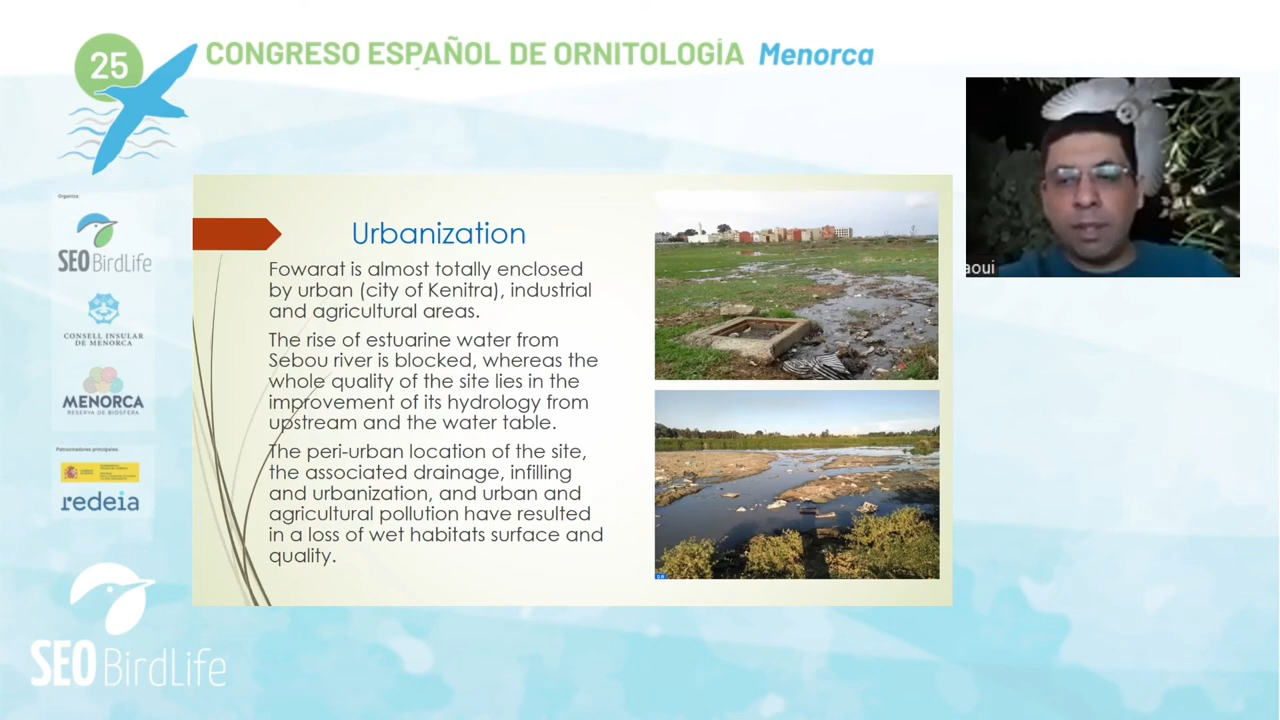 25
CONGRESO ESPAÑOL DE ORNITOLOGÍA Menorca
Organiza:
SEO BirdLife
CONSELL INSULAR
DE MENORCA
MENORCA
RESERVA DE BIOSFERA
Patrocinadores principales:
redeia
SEO BirdLife
Urbanization
Fowarat is almost totally enclosed
by urban (city of Kenitra), industrial
and agricultural areas.
The rise of estuarine water from
Sebou river is blocked, whereas the
whole quality of the site lies in the
improvement of its hydrology from
upstream and the water table.
The peri-urban location of the site,
the associated drainage, infilling
and urbanization, and urban and
agricultural pollution have resulted
in a loss of wet habitats surface and
quality.
aoui